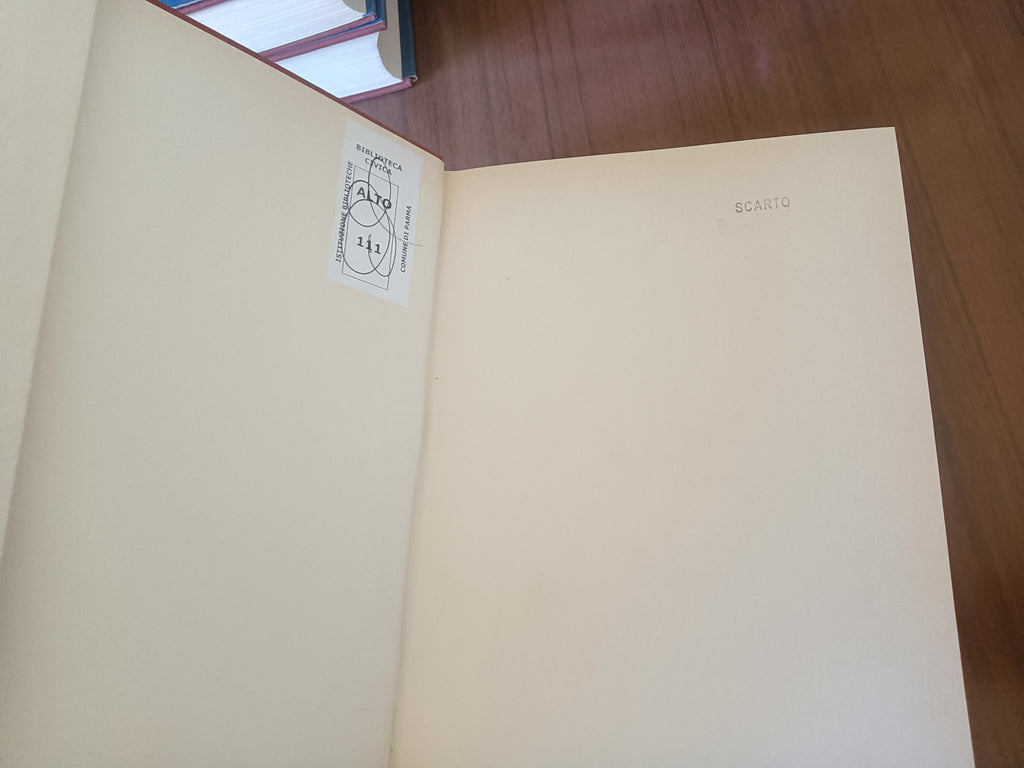 BIBLIOTECA
CIVICA
ISTITUZIONE BIBLIOTECHE
ALTO
111
COMUNE DI PARMA
SCARTO